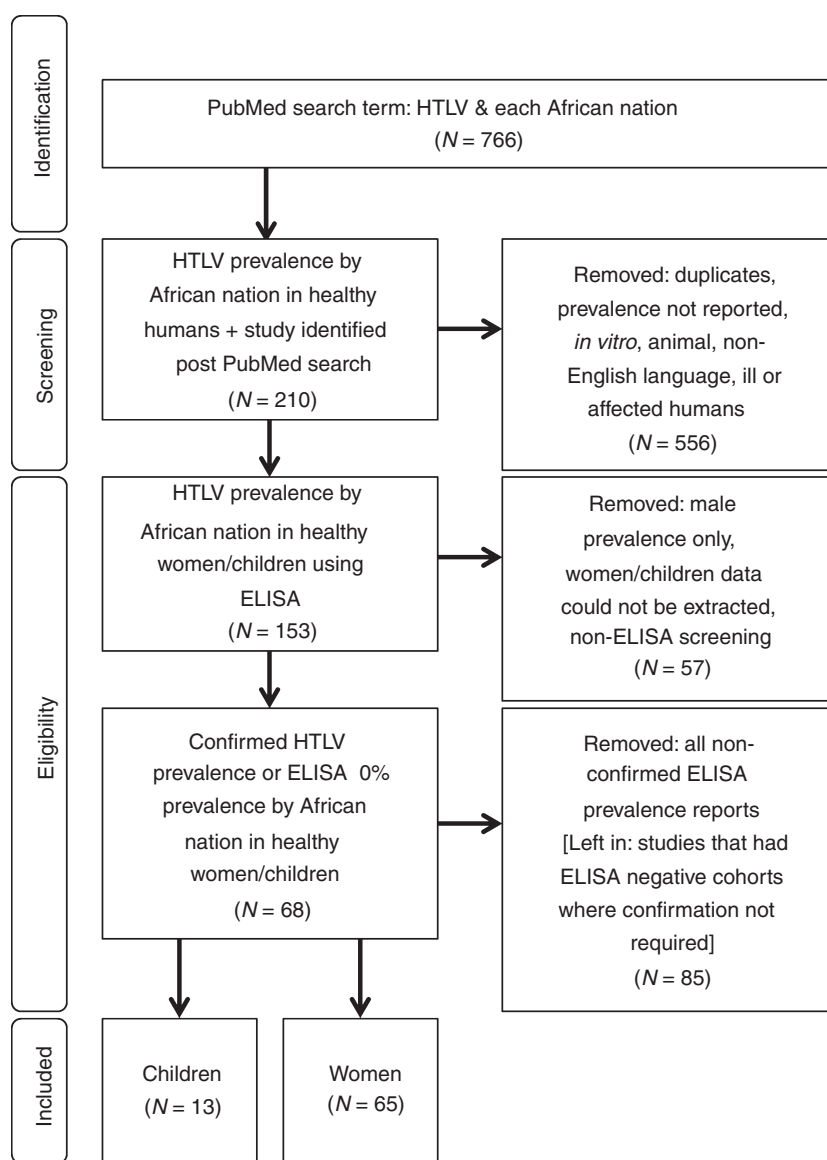 Identification
PubMed search term: HTLV & each African nation
(N = 766)
Screening
HTLV prevalence by
African nation in healthy
humans + study identified
post PubMed search
(N = 210)
Removed: duplicates,
prevalence not reported,
in vitro, animal, non-
English language, ill or
affected humans
(N = 556)
Eligibility
HTLV prevalence by
African nation in healthy
women/children using
ELISA
(N = 153)
Removed: male
prevalence only,
women/children data
could not be extracted,
non-ELISA screening
(N = 57)
Confirmed HTLV
prevalence or ELISA 0%
prevalence by African
nation in healthy
women/children
(N = 68)
Removed: all non-
confirmed ELISA
prevalence reports
[Left in: studies that had
ELISA negative cohorts
where confirmation not
required]
(N = 85)
Included
Children
(N = 13)
Women
(N = 65)